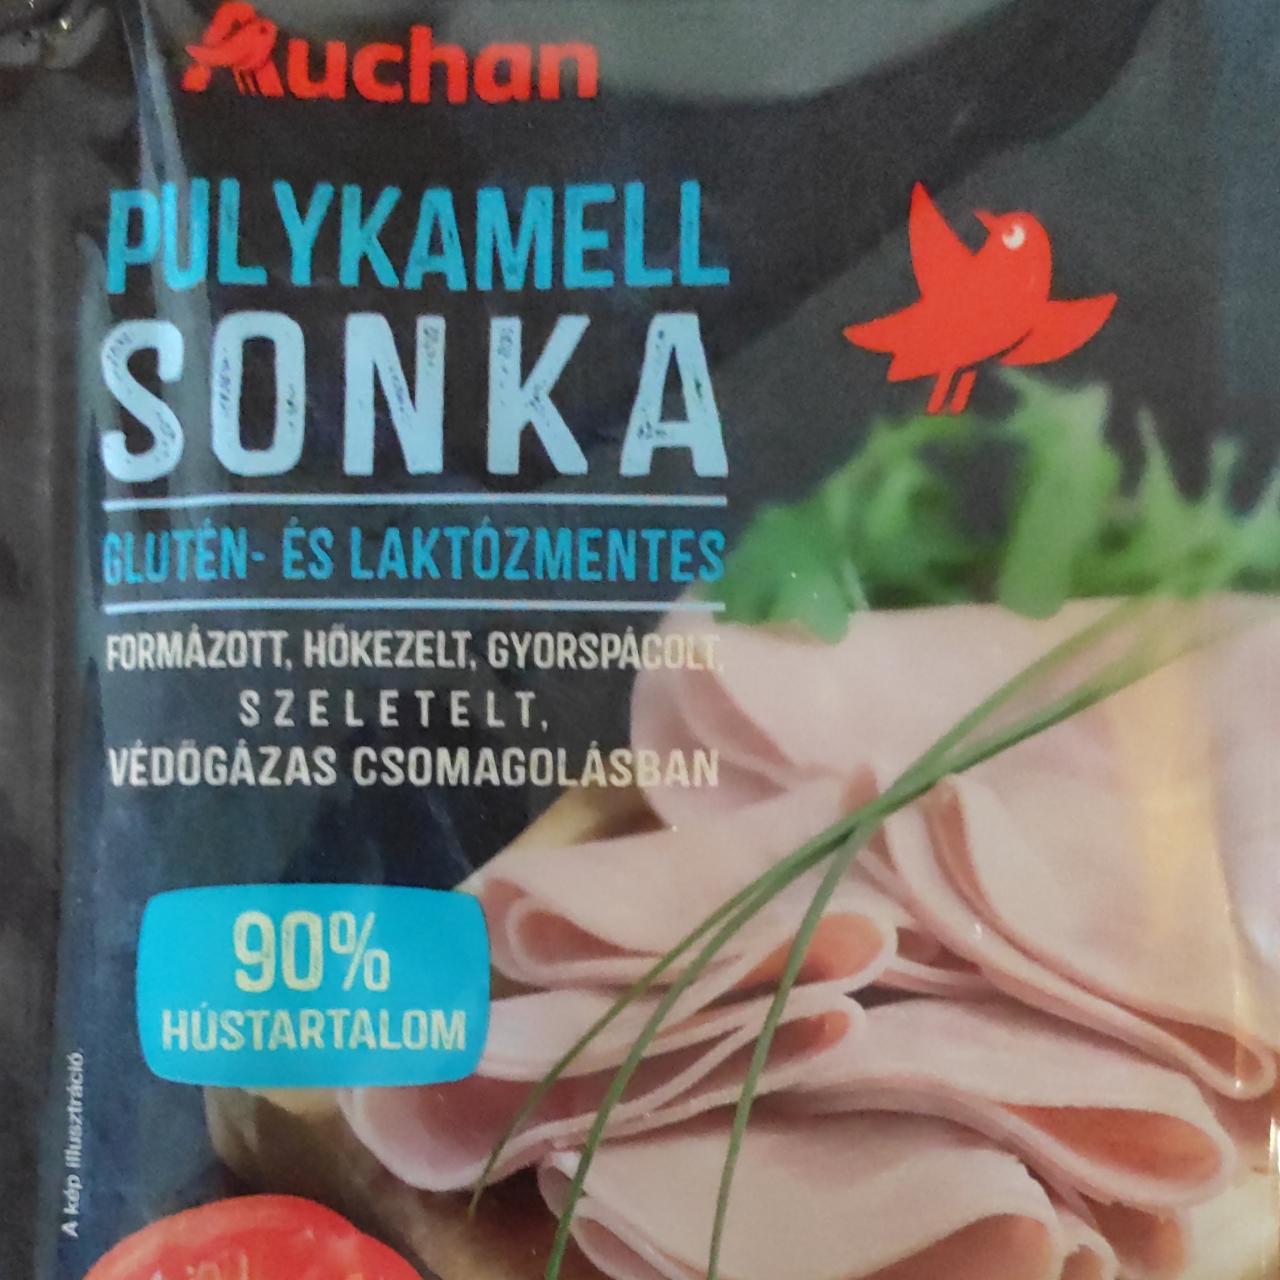 Auchan
PULYKAMELL
SONKA
GLUTÉN- ÉS LAKTÓZMENTES
FORMÁZOTT, HŐKEZELT, GYORSPÁCOLT,
SZELETELT,
VÉDŐGÁZAS CSOMAGOLÁSBAN
90%
HÚSTARTALOM
A kép illusztráció.